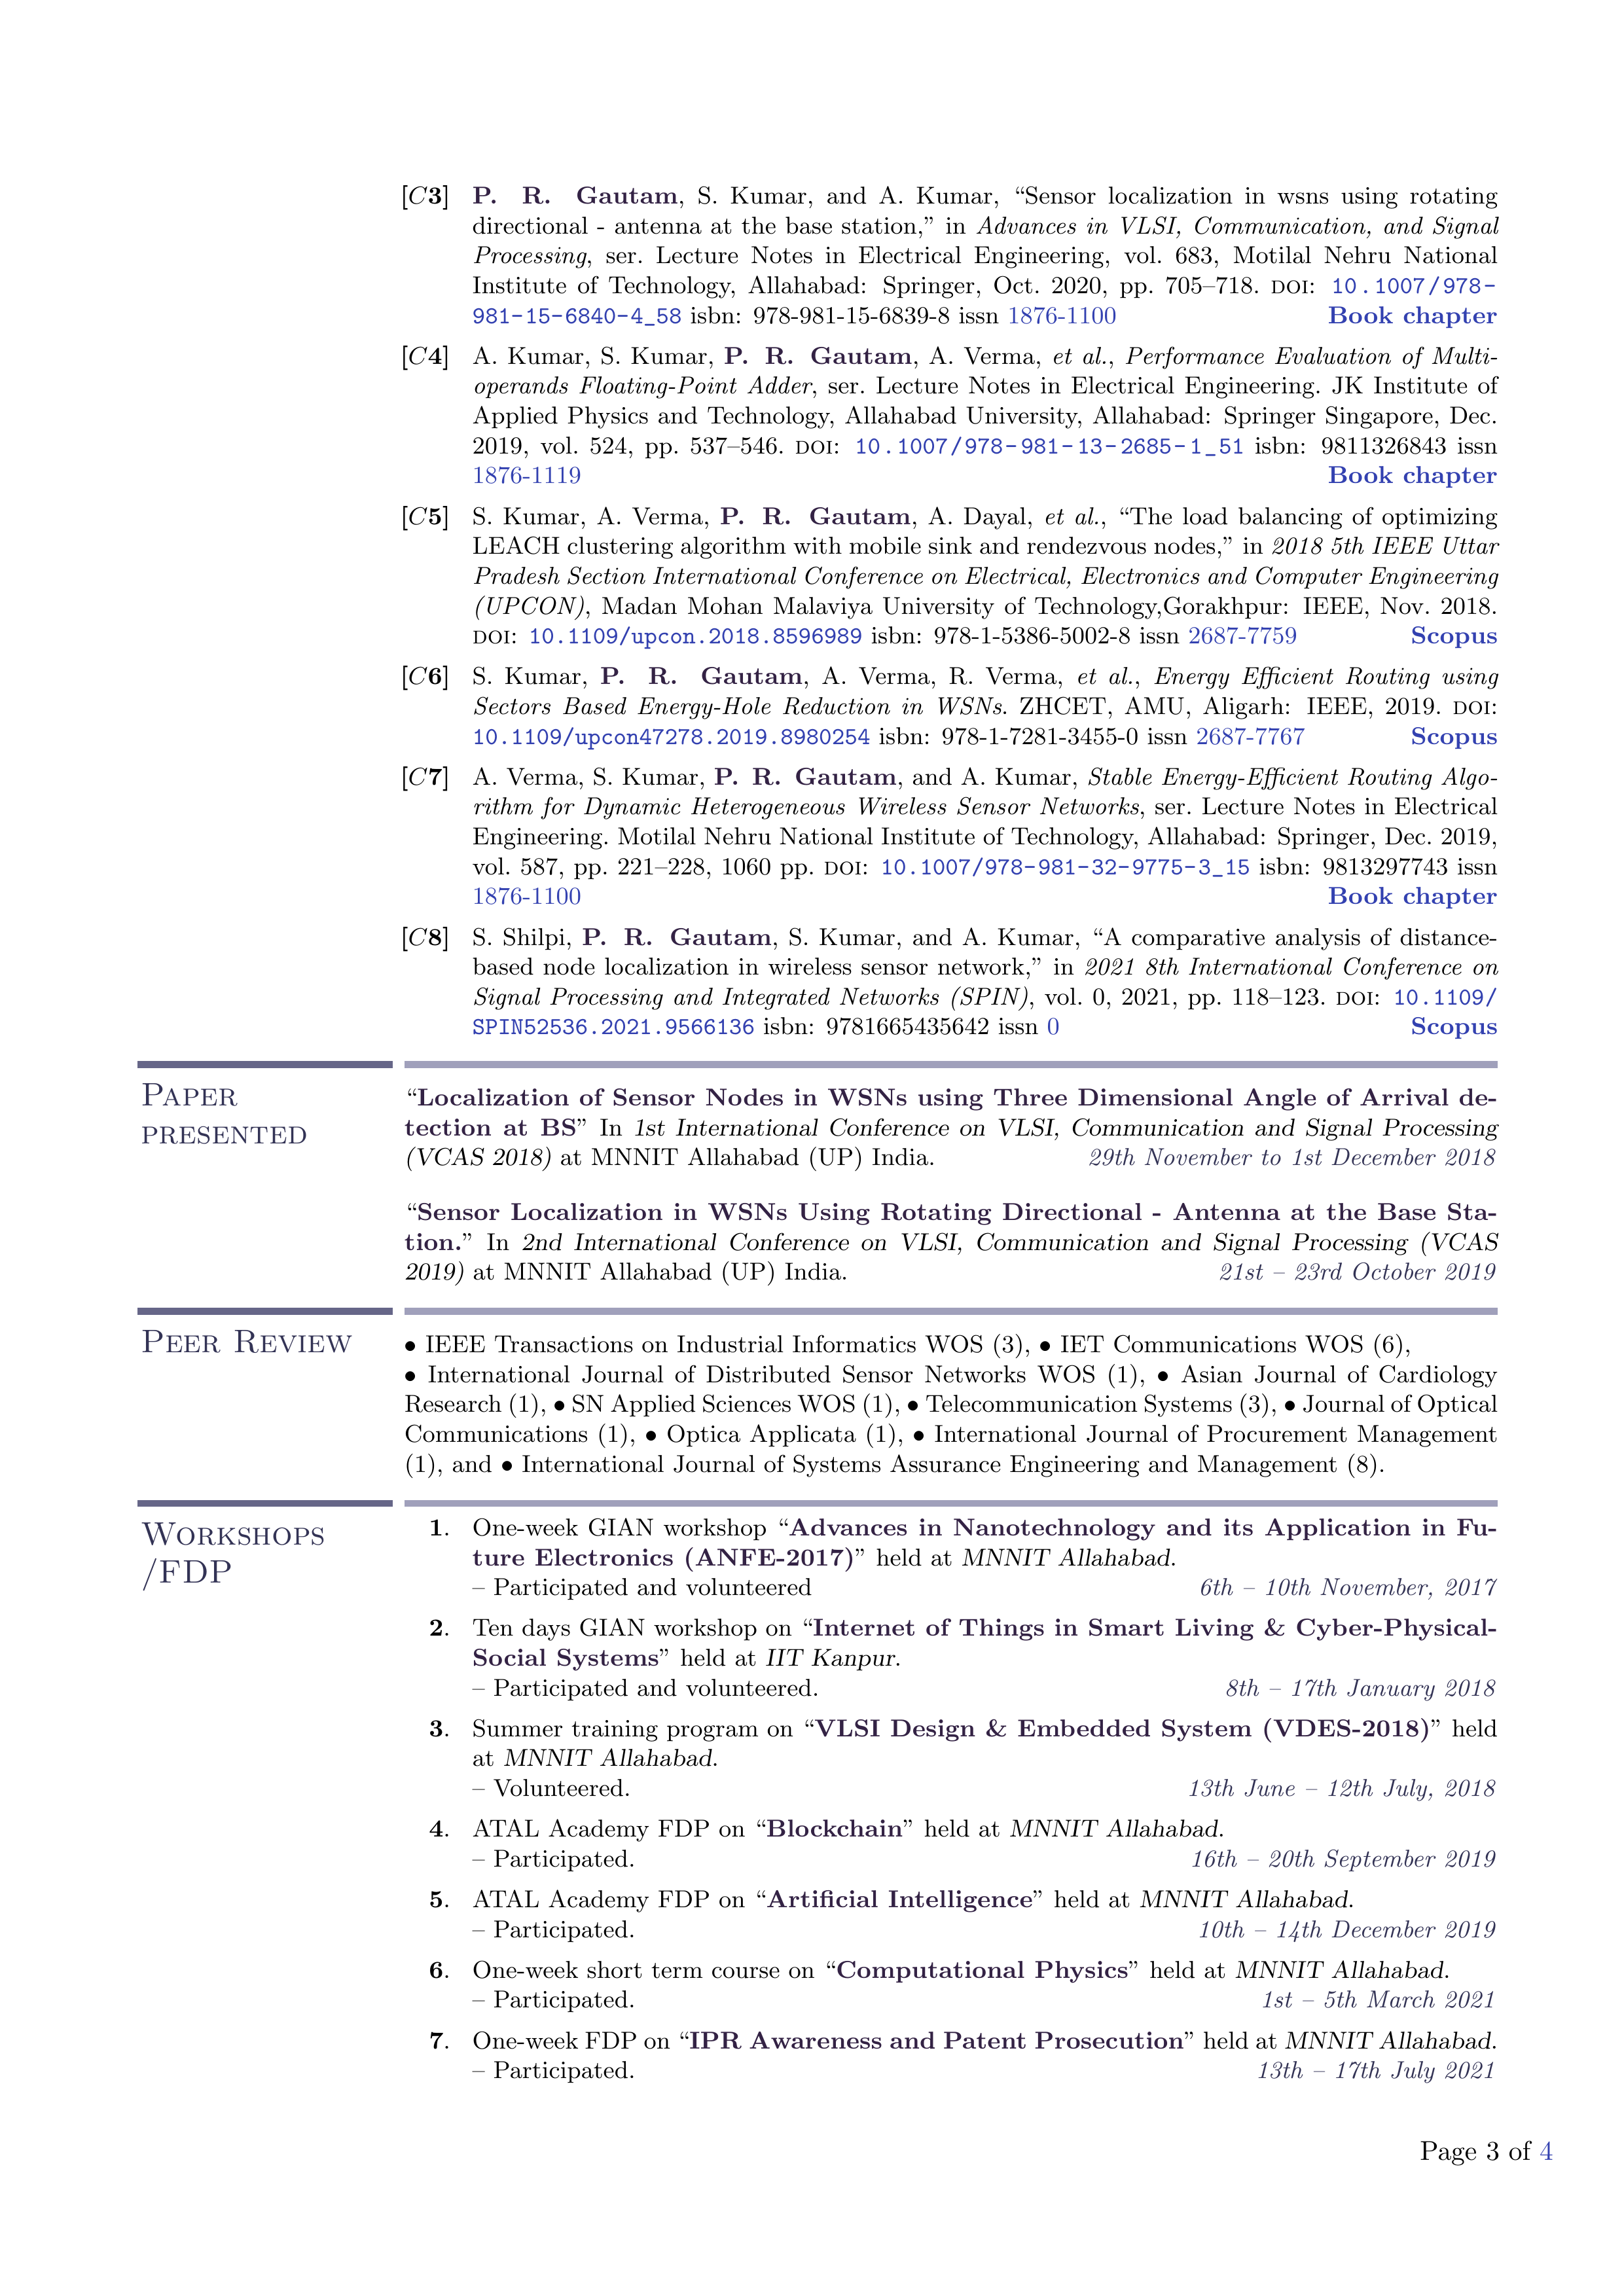 [C3] P. R. Gautam, S. Kumar, and A. Kumar, “Sensor localization in wsns using rotating
directional - antenna at the base station,” in Advances in VLSI, Communication, and Signal
Processing, ser. Lecture Notes in Electrical Engineering, vol. 683, Motilal Nehru National
Institute of Technology, Allahabad: Springer, Oct. 2020, pp. 705–718. DOI: 10.1007/978-
981-15-6840-4_58 isbn: 978-981-15-6839-8 issn 1876-1100 Book chapter
[C4] A. Kumar, S. Kumar, P. R. Gautam, A. Verma, et al., Performance Evaluation of Multi-
operands Floating-Point Adder, ser. Lecture Notes in Electrical Engineering. JK Institute of
Applied Physics and Technology, Allahabad University, Allahabad: Springer Singapore, Dec.
2019, vol. 524, pp. 537–546. DOI: 10.1007/978-981-13-2685-1_51 isbn: 9811326843 issn
1876-1119 Book chapter
[C5] S. Kumar, A. Verma, P. R. Gautam, A. Dayal, et al., “The load balancing of optimizing
LEACH clustering algorithm with mobile sink and rendezvous nodes,” in 2018 5th IEEE Uttar
Pradesh Section International Conference on Electrical, Electronics and Computer Engineering
(UPCON), Madan Mohan Malaviya University of Technology,Gorakhpur: IEEE, Nov. 2018.
DOI: 10.1109/upcon.2018.8596989 isbn: 978-1-5386-5002-8 issn 2687-7759 Scopus
[C6] S. Kumar, P. R. Gautam, A. Verma, R. Verma, et al., Energy Efficient Routing using
Sectors Based Energy-Hole Reduction in WSNs. ZHCET, AMU, Aligarh: IEEE, 2019. DOI:
10.1109/upcon47278.2019.8980254 isbn: 978-1-7281-3455-0 issn 2687-7767 Scopus
[C7] A. Verma, S. Kumar, P. R. Gautam, and A. Kumar, Stable Energy-Efficient Routing Algo-
rithm for Dynamic Heterogeneous Wireless Sensor Networks, ser. Lecture Notes in Electrical
Engineering. Motilal Nehru National Institute of Technology, Allahabad: Springer, Dec. 2019,
vol. 587, pp. 221–228, 1060 pp. DOI: 10.1007/978-981-32-9775-3_15 isbn: 9813297743 issn
1876-1100 Book chapter
[C8] S. Shilpi, P. R. Gautam, S. Kumar, and A. Kumar, “A comparative analysis of distance-
based node localization in wireless sensor network,” in 2021 8th International Conference on
Signal Processing and Integrated Networks (SPIN), vol. 0, 2021, pp. 118–123. DOI: 10.1109/
SPIN52536.2021.9566136 isbn: 9781665435642 issn 0 Scopus
Paper
presented
“Localization of Sensor Nodes in WSNs using Three Dimensional Angle of Arrival de-
tection at BS” In 1st International Conference on VLSI, Communication and Signal Processing
(VCAS 2018) at MNNIT Allahabad (UP) India. 29th November to 1st December 2018
“Sensor Localization in WSNs Using Rotating Directional - Antenna at the Base Sta-
tion.” In 2nd International Conference on VLSI, Communication and Signal Processing (VCAS
2019) at MNNIT Allahabad (UP) India. 21st – 23rd October 2019
Peer Review
• IEEE Transactions on Industrial Informatics WOS (3), • IET Communications WOS (6),
• International Journal of Distributed Sensor Networks WOS (1), • Asian Journal of Cardiology
Research (1), • SN Applied Sciences WOS (1), • Telecommunication Systems (3), • Journal of Optical
Communications (1), • Optica Applicata (1), • International Journal of Procurement Management
(1), and • International Journal of Systems Assurance Engineering and Management (8).
Workshops
/FDP
1. One-week GIAN workshop “Advances in Nanotechnology and its Application in Fu-
ture Electronics (ANFE-2017)” held at MNNIT Allahabad.
– Participated and volunteered 6th – 10th November, 2017
2. Ten days GIAN workshop on “Internet of Things in Smart Living & Cyber-Physical-
Social Systems” held at IIT Kanpur.
– Participated and volunteered. 8th – 17th January 2018
3. Summer training program on “VLSI Design & Embedded System (VDES-2018)” held
at MNNIT Allahabad.
– Volunteered. 13th June – 12th July, 2018
4. ATAL Academy FDP on “Blockchain” held at MNNIT Allahabad.
– Participated. 16th – 20th September 2019
5. ATAL Academy FDP on “Artificial Intelligence” held at MNNIT Allahabad.
– Participated. 10th – 14th December 2019
6. One-week short term course on “Computational Physics” held at MNNIT Allahabad.
– Participated. 1st – 5th March 2021
7. One-week FDP on “IPR Awareness and Patent Prosecution” held at MNNIT Allahabad.
– Participated. 13th – 17th July 2021
Page 3 of 4